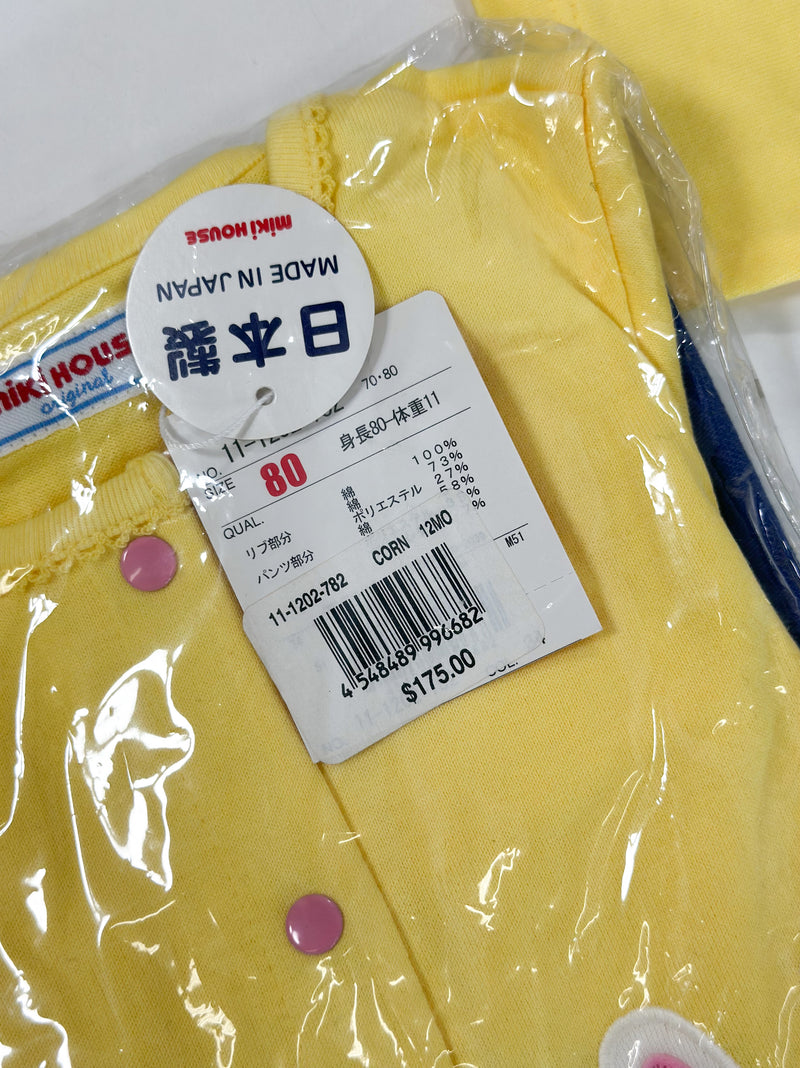 miki HOUSE
MADE IN JAPAN
日本製
miki HOUSE
original
70・80
NO. 11-1202-782
SIZE 80 身長80-体重11
QUAL. 綿 100%
リブ部分 綿 73%
ポリエステル 27%
パンツ部分 綿 58%
%
M51
11-1202-782 CORN 12MO
4 548489 996682
$175.00